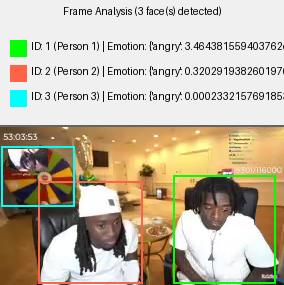 Frame Analysis (3 face(s) detected)
ID: 1 (Person 1) | Emotion: {'angry': 3.464381559403762
ID: 2 (Person 2) | Emotion: {'angry': 0.320291938260197
ID: 3 (Person 3) | Emotion: {'angry': 0.000233215769185
53:03:53
/116000